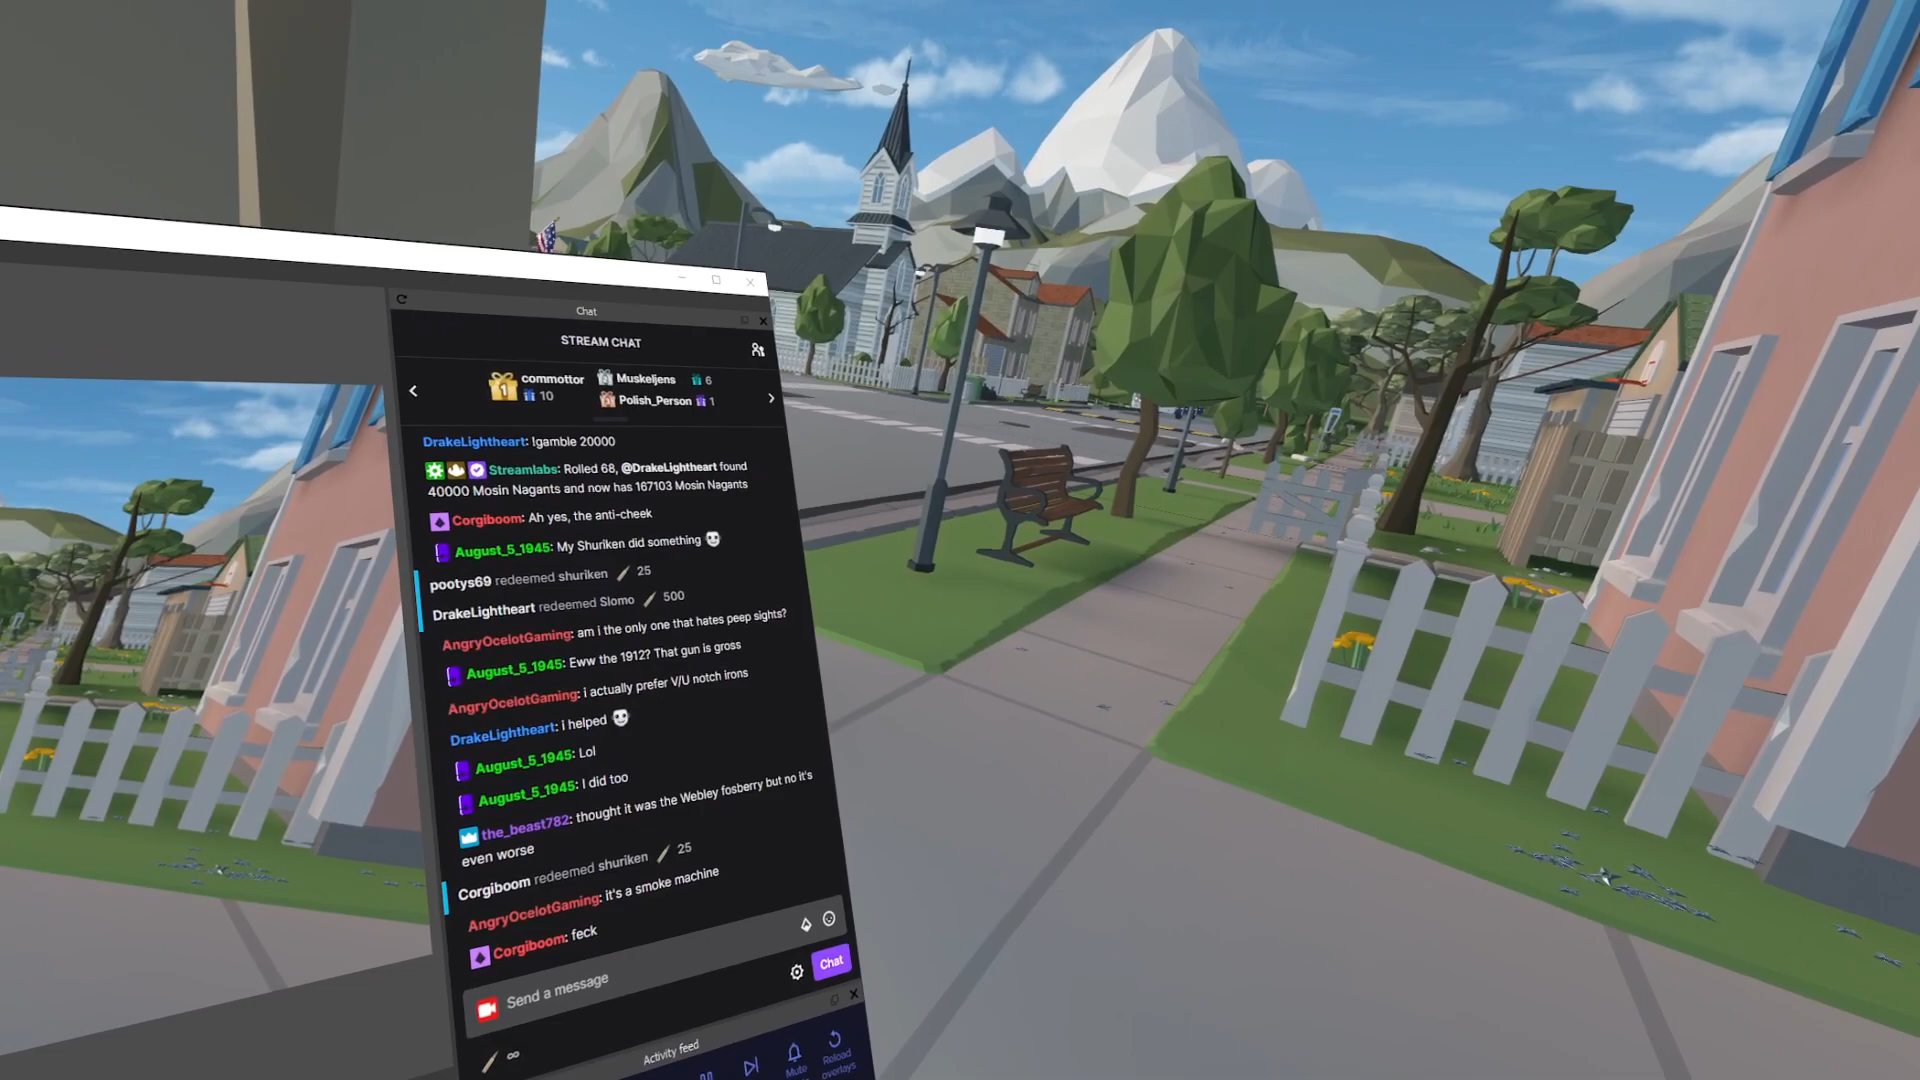 Chat
STREAM CHAT
1 commottor 10
2 Muskeljens 6
3 Polish_Person 1
DrakeLightheart: !gamble 20000
Streamlabs: Rolled 68, @DrakeLightheart found
40000 Mosin Nagants and now has 167103 Mosin Nagants
Corgiboom: Ah yes, the anti-cheek
August_5_1945: My Shuriken did something
pootys69 redeemed shuriken 25
DrakeLightheart redeemed Slomo 500
AngryOcelotGaming: am i the only one that hates peep sights?
August_5_1945: Eww the 1912? That gun is gross
AngryOcelotGaming: i actually prefer V/U notch irons
DrakeLightheart: i helped
August_5_1945: Lol
August_5_1945: I did too
the_beast782: thought it was the Webley fosberry but no it's
even worse
Corgiboom redeemed shuriken 25
AngryOcelotGaming: it's a smoke machine
Corgiboom: feck
Send a message
Chat
Activity feed
Mute
Reload
overlays